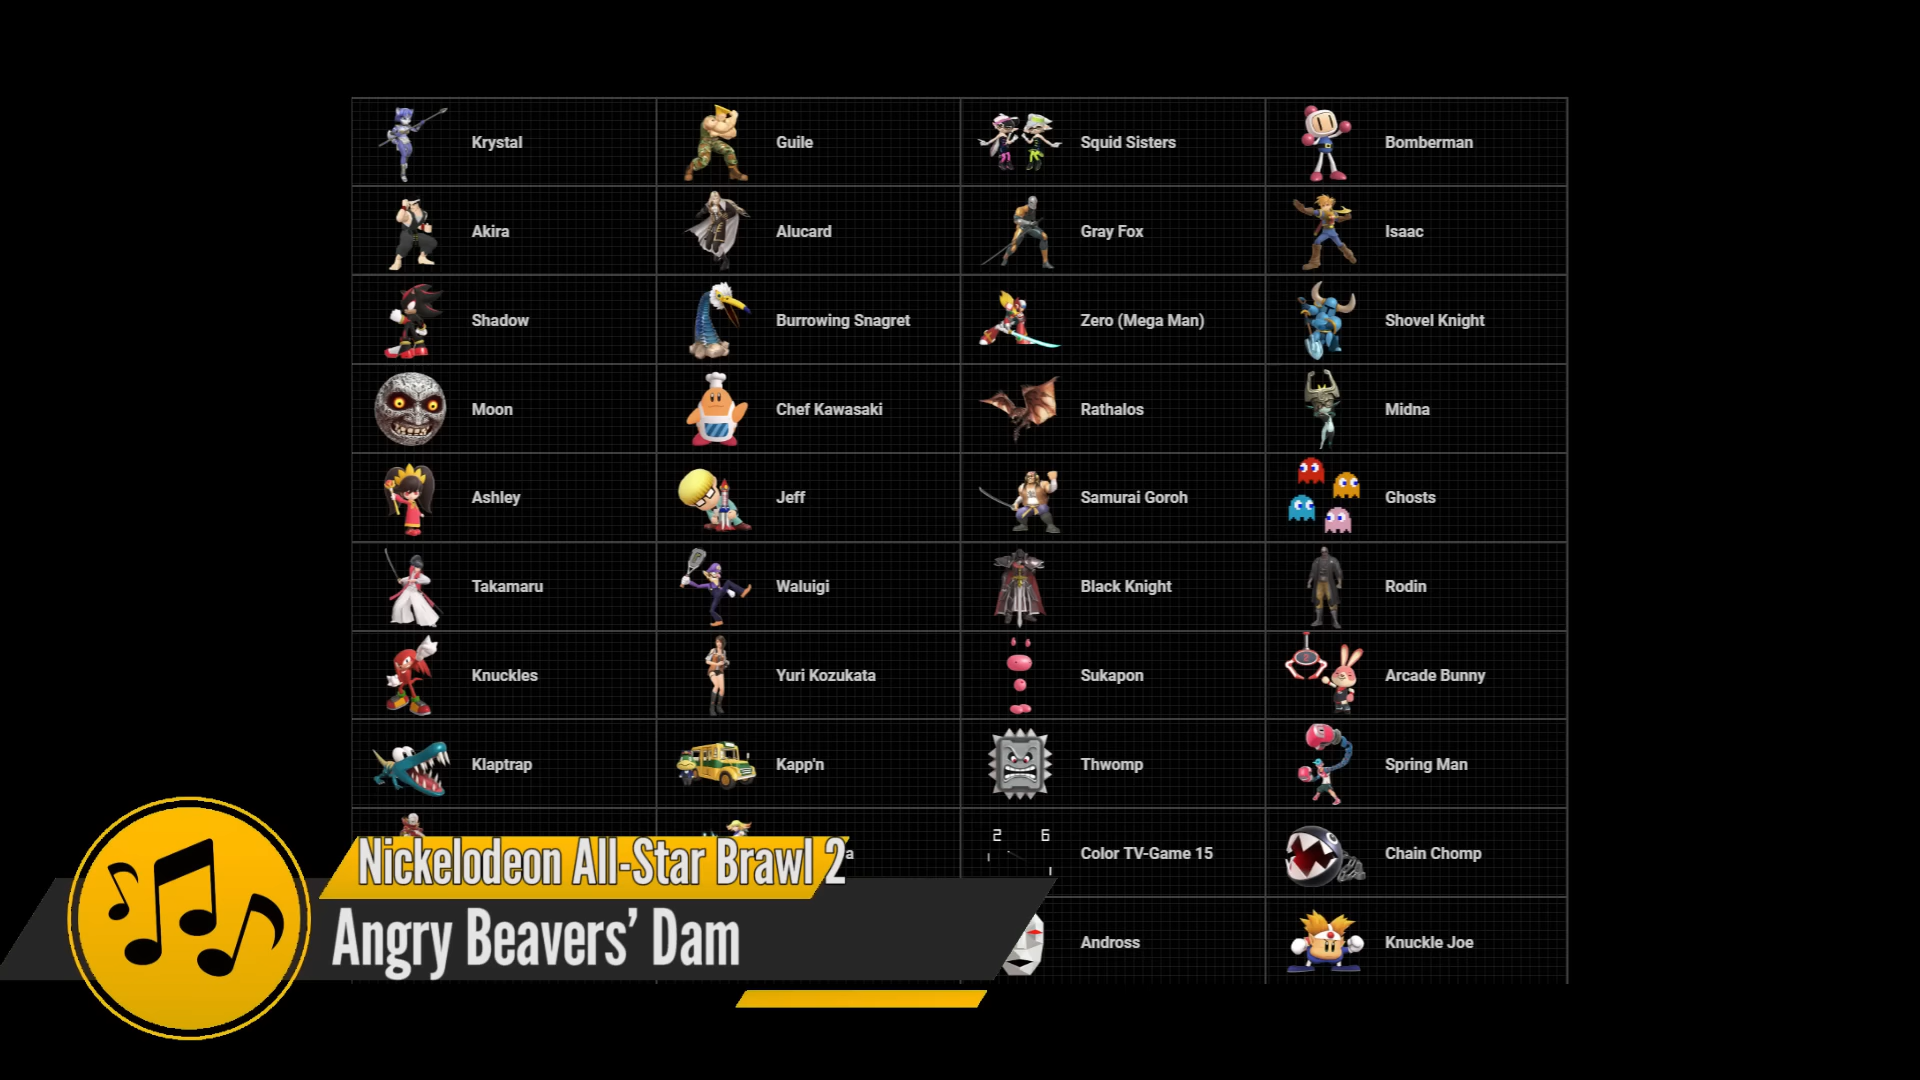 Krystal Guile Squid Sisters Bomberman
Akira Alucard Gray Fox Isaac
Shadow Burrowing Snagret Zero (Mega Man) Shovel Knight
Moon Chef Kawasaki Rathalos Midna
Ashley Jeff Samurai Goroh Ghosts
Takamaru Waluigi Black Knight Rodin
Knuckles Yuri Kozukata Sukapon Arcade Bunny
Klaptrap Kapp'n Thwomp Spring Man
2 6
Color TV-Game 15 Chain Chomp
Nickelodeon All-Star Brawl 2
Angry Beavers’ Dam
Andross Knuckle Joe